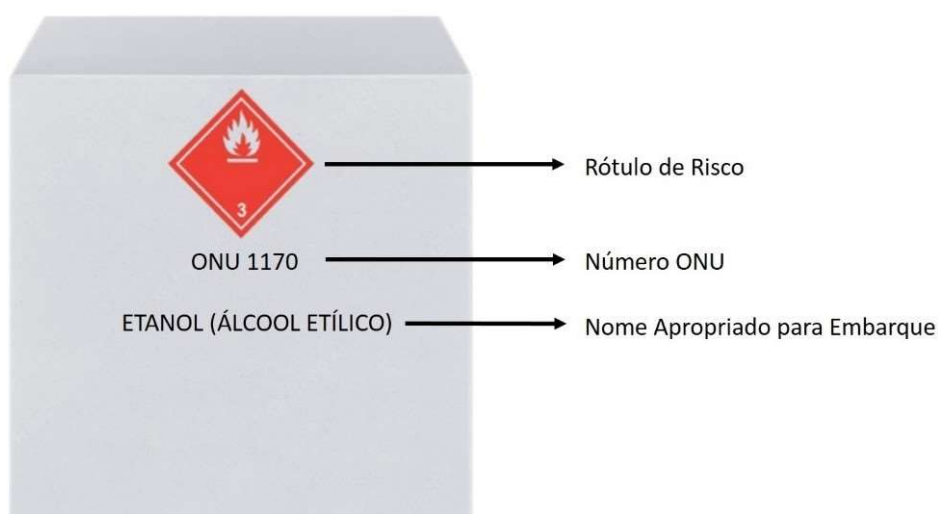 3
Rótulo de Risco
ONU 1170
Número ONU
ETANOL (ÁLCOOL ETÍLICO)
Nome Apropriado para Embarque